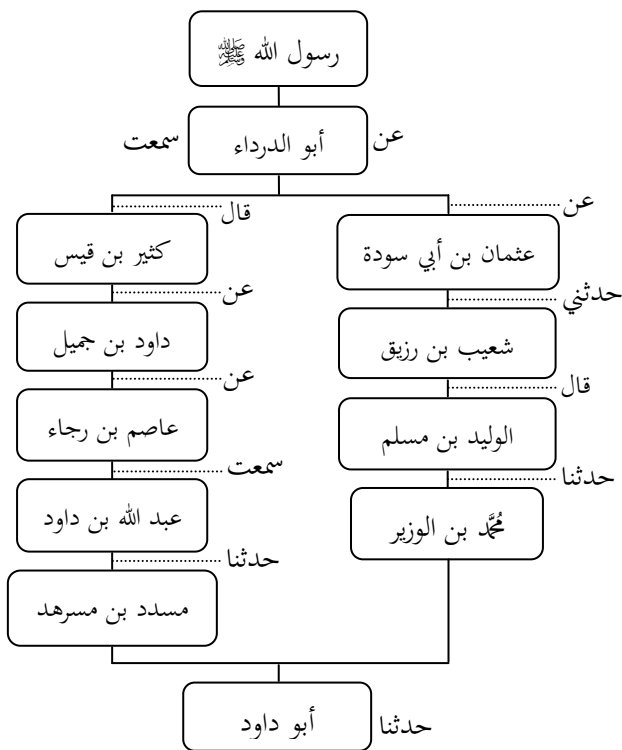 رسول الله ﷺ
عن
أبو الدرداء
سمعت
عن
قال
عثمان بن أبي سودة
كثير بن قيس
حدثني
عن
شعيب بن رزيق
داود بن جميل
قال
عن
الوليد بن مسلم
عاصم بن رجاء
حدثنا
سمعت
مُحَمَّد بن الوزير
عبد الله بن داود
حدثنا
مسدد بن مسرهد
حدثنا
أبو داود